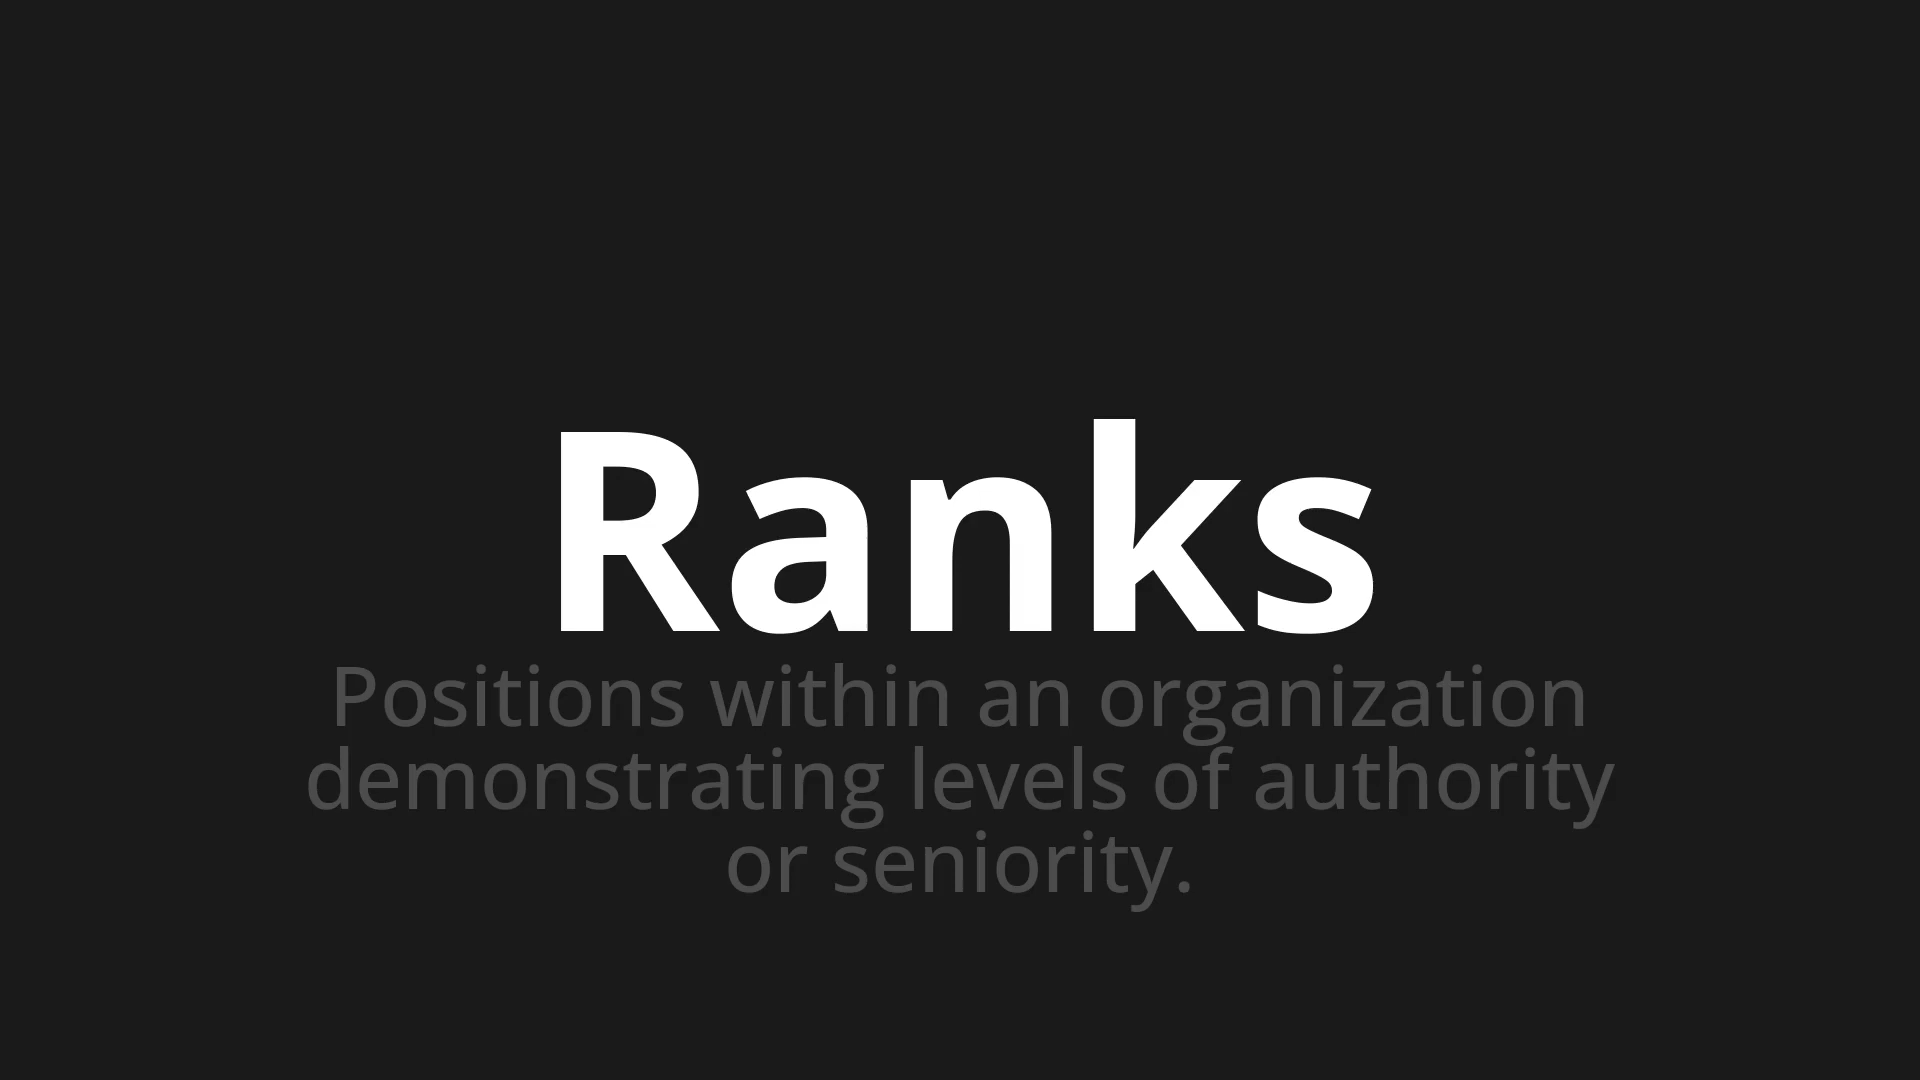 Ranks
Positions within an organization
demonstrating levels of authority
or seniority.